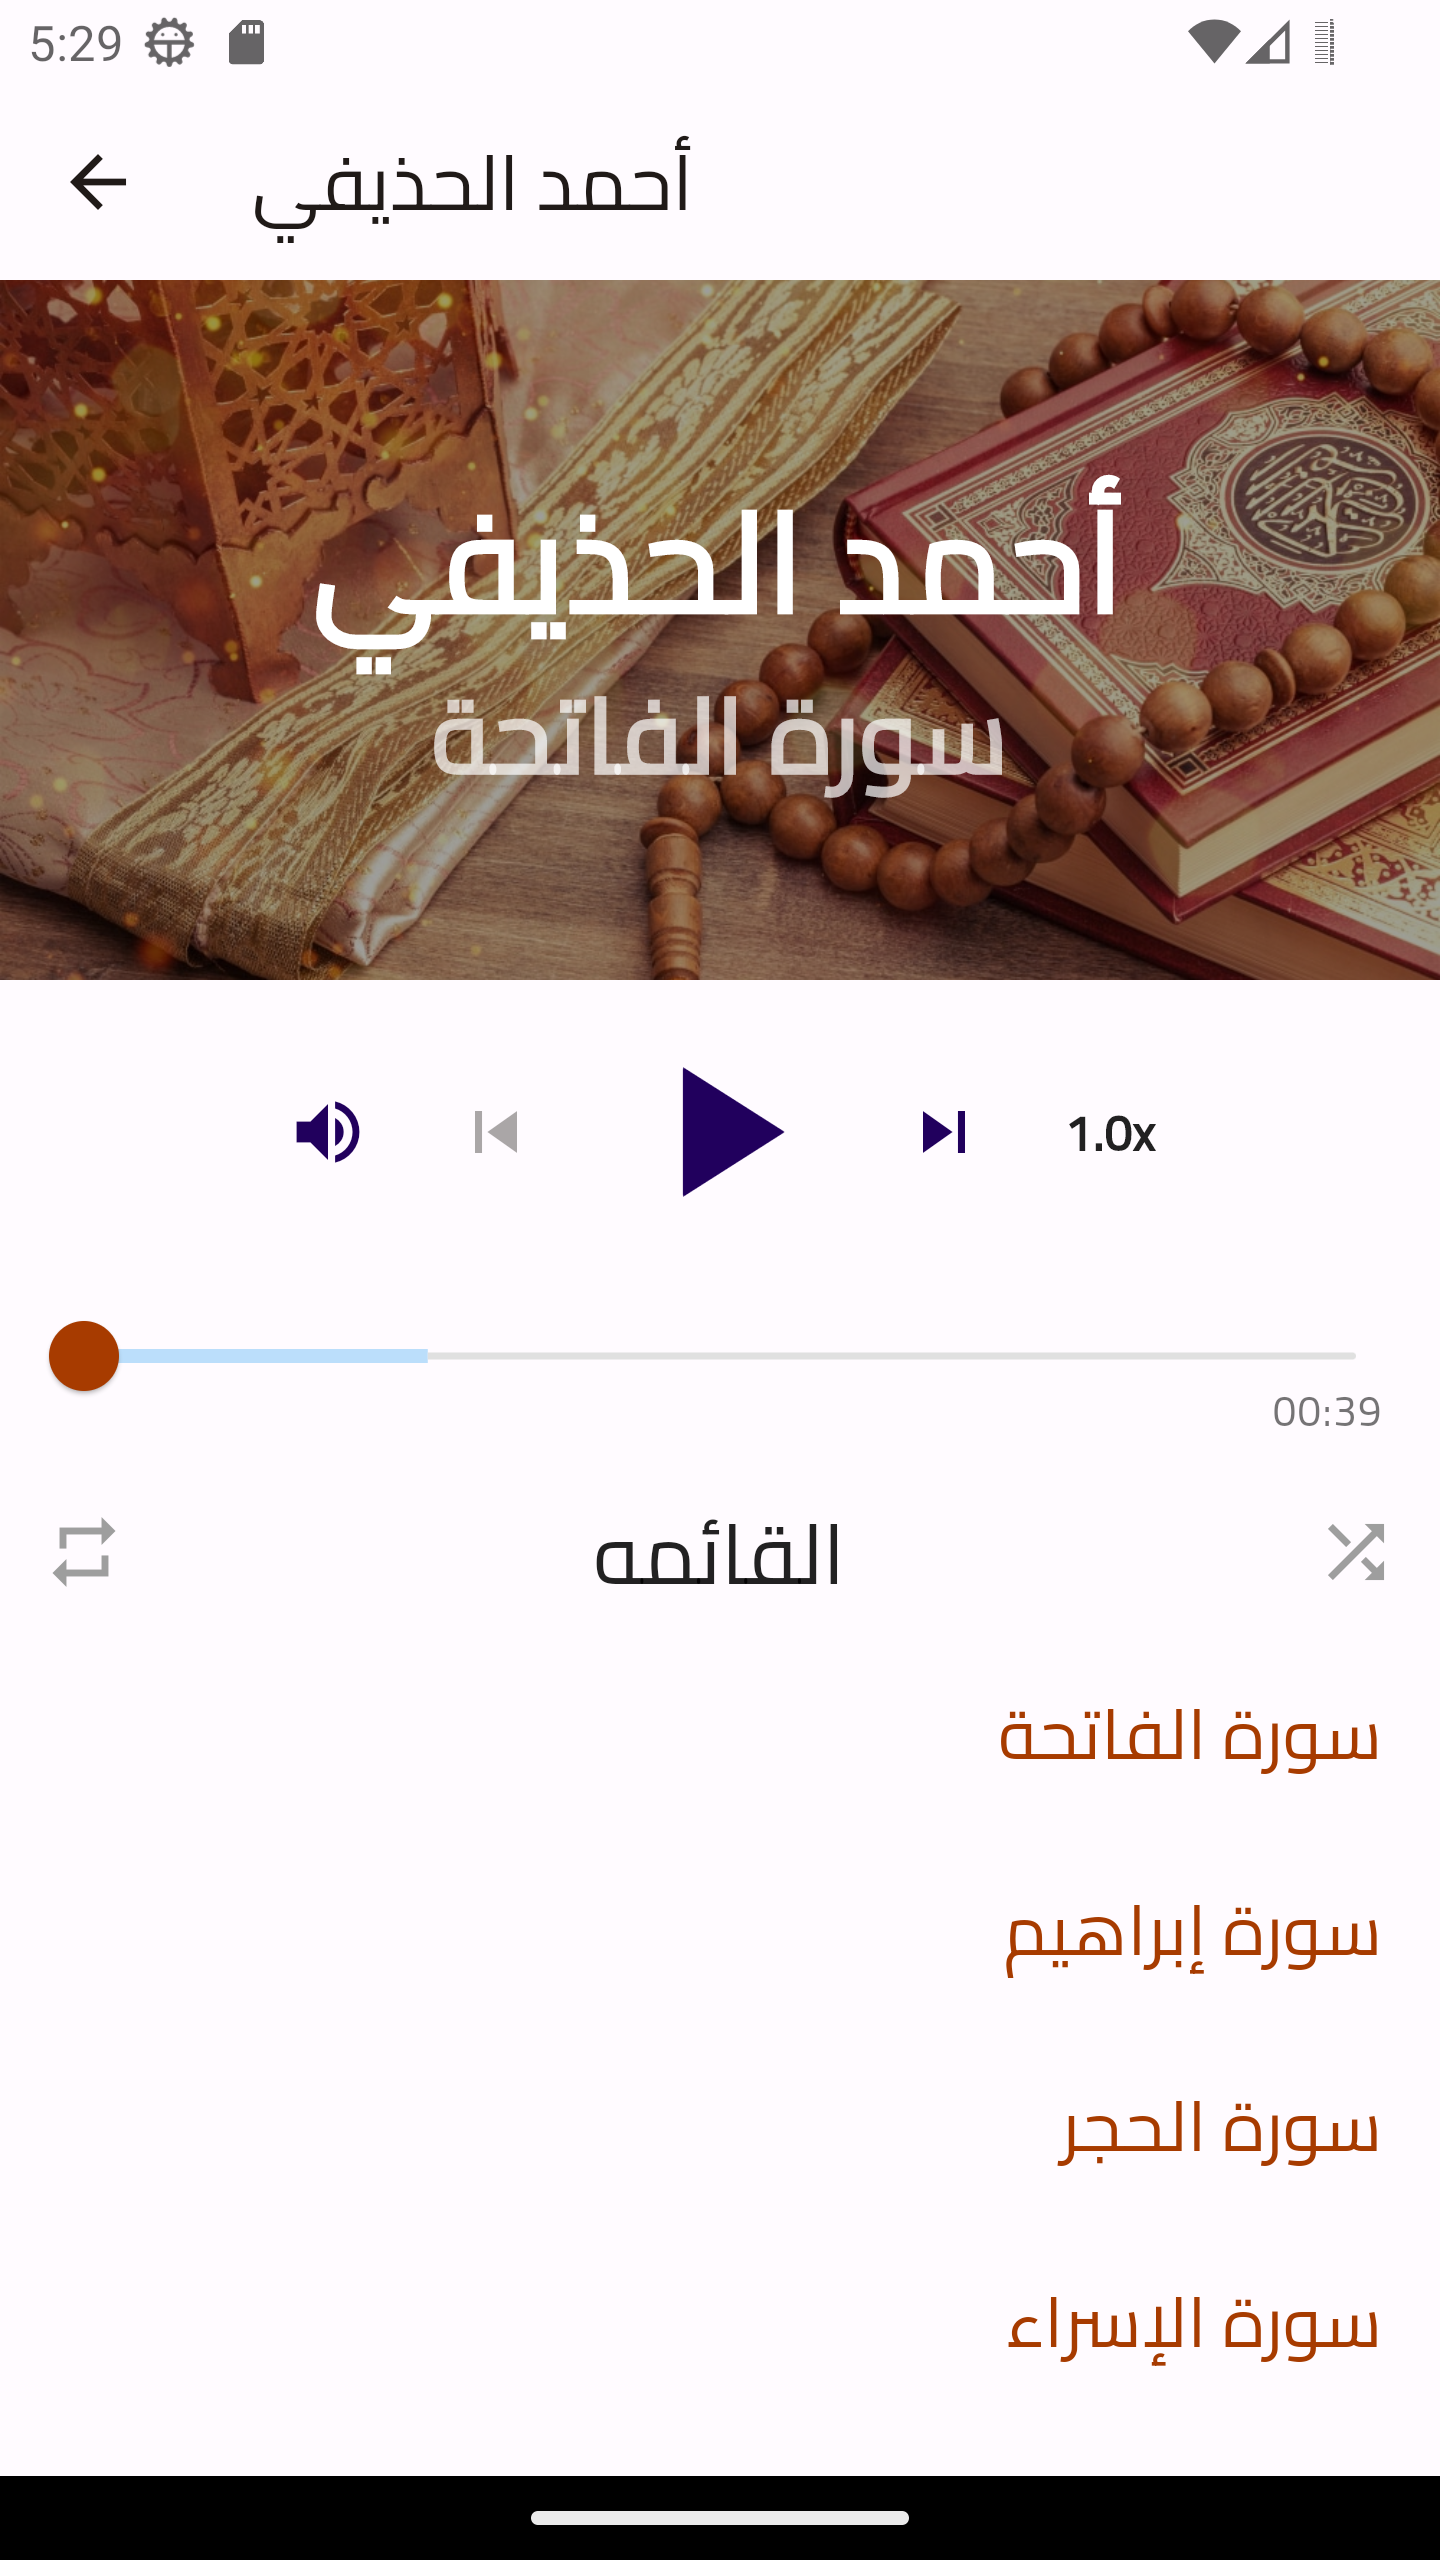 5:29
أحمد الحذيفي
أحمد الحذيفي
سورة الفاتحة
1.0x
00:39
القائمه
سورة الفاتحة
سورة إبراهيم
سورة الحجر
سورة الإسراء